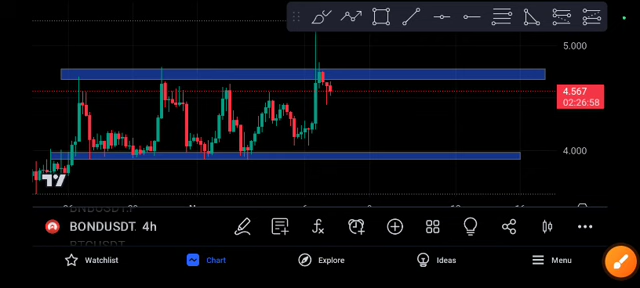 5.000
4.567
02:26:58
4.000
BONDUSDT 4h
Watchlist
Chart
Explore
Ideas
Menu